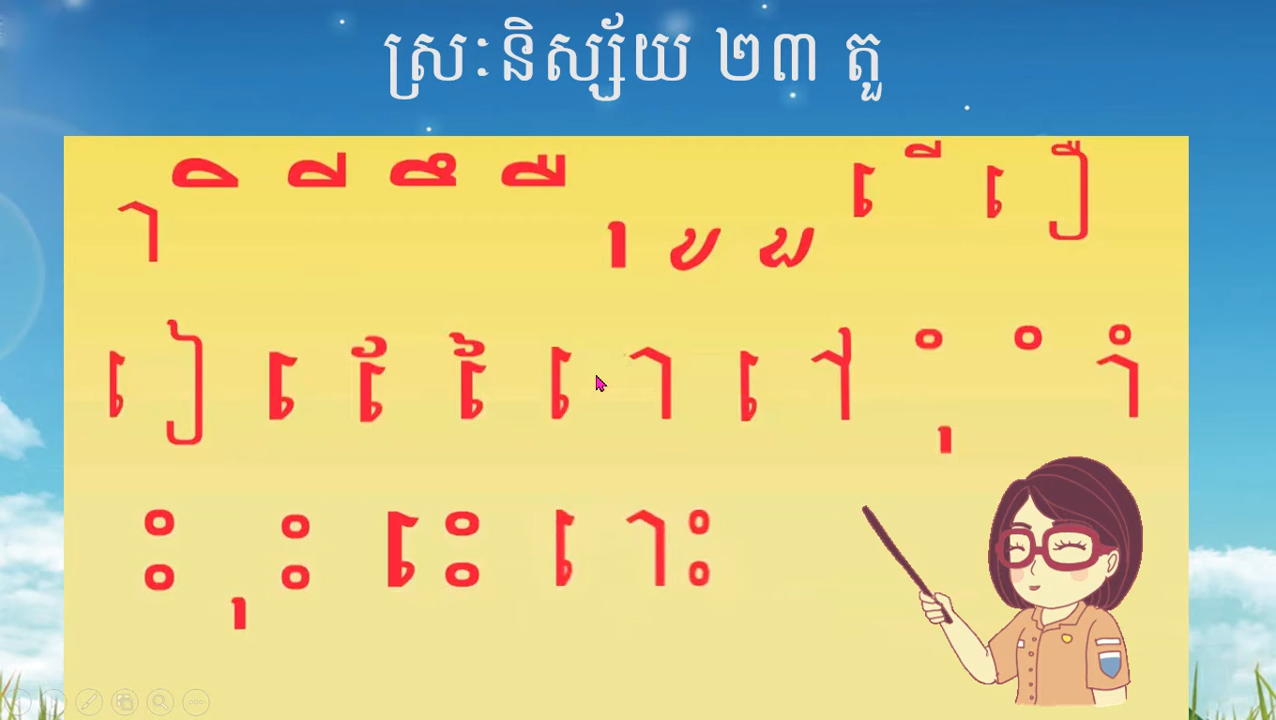 ស្រៈនិស្ស័យ ២៣ តួ
ា ិ ី ឹ ឺ ុ ូ ួ ើ ឿ
ៀ េ ែ ៃ ោ ៅ ុំ ំ ាំ
ះ ុះ េះ ោះ